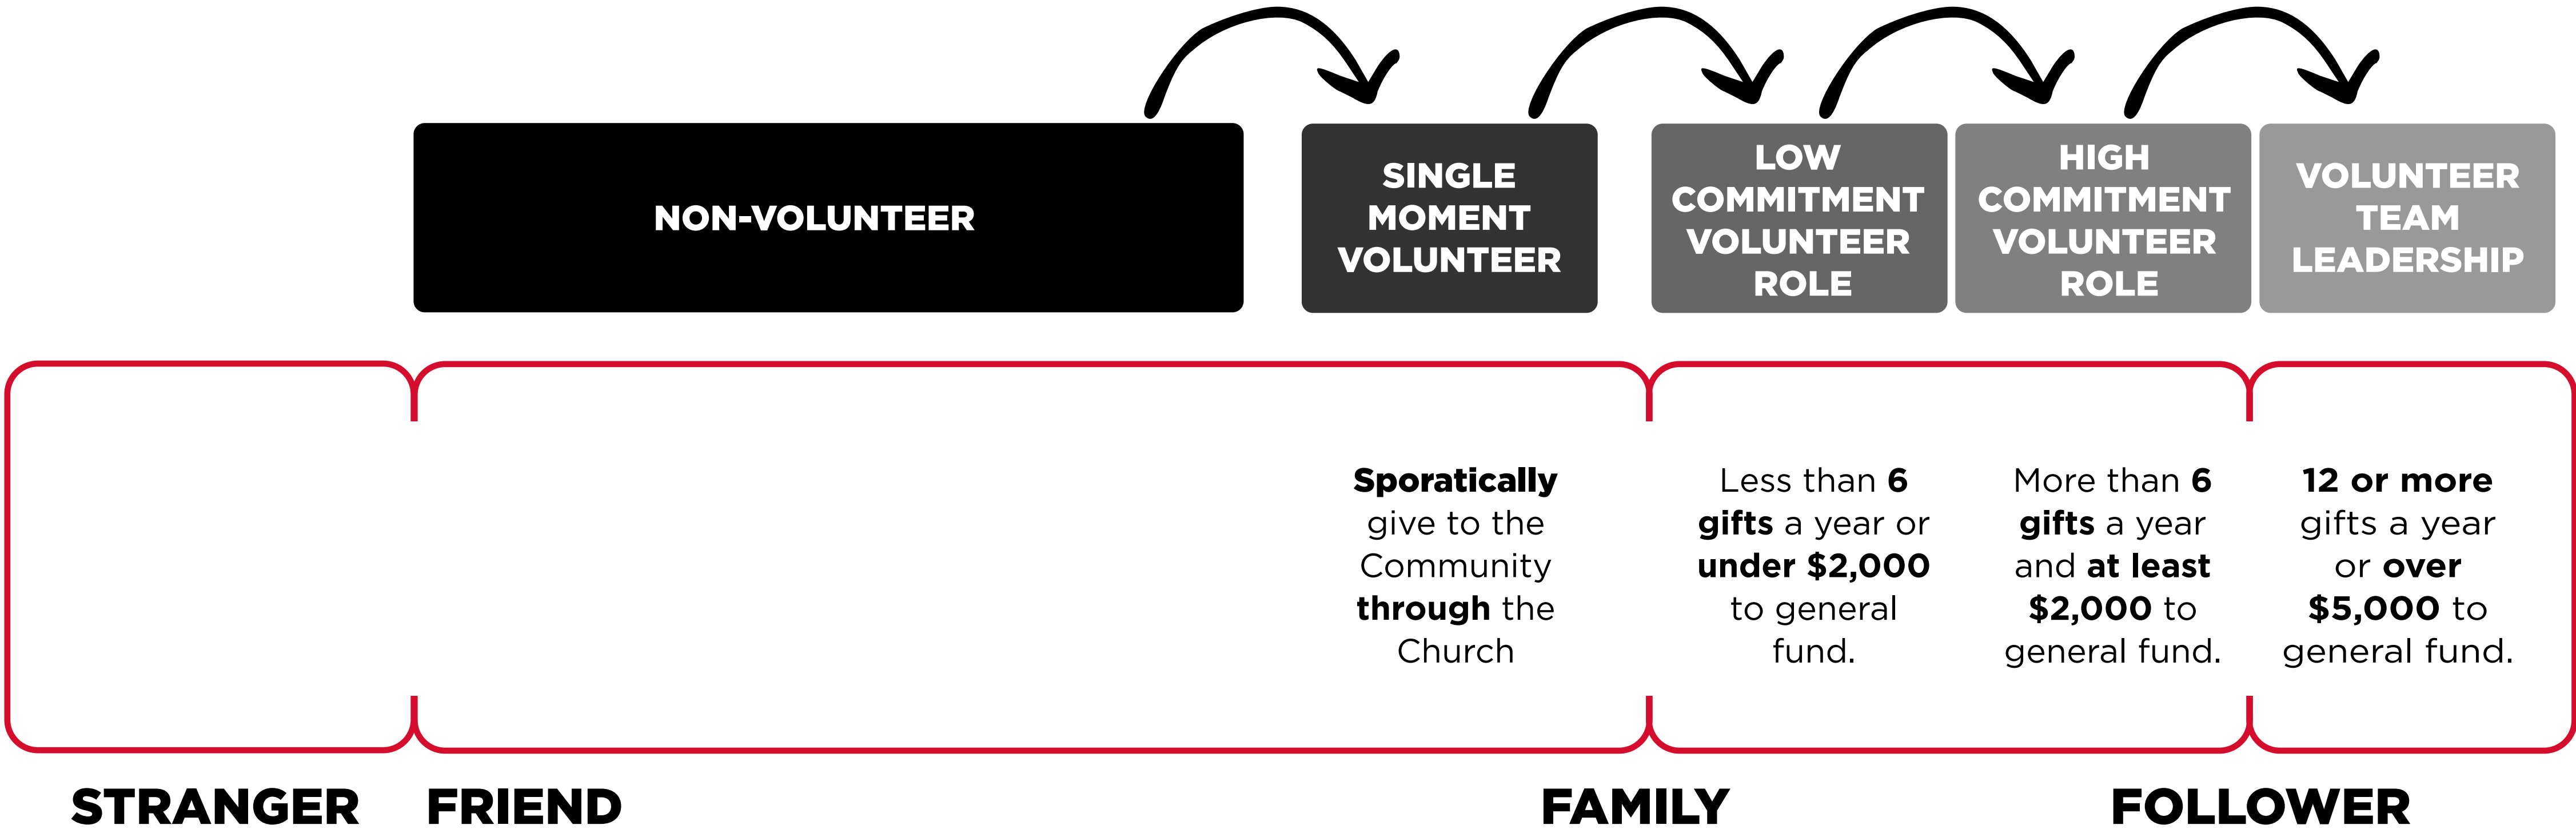 NON-VOLUNTEER
SINGLE
MOMENT
VOLUNTEER
LOW
COMMITMENT
VOLUNTEER
ROLE
HIGH
COMMITMENT
VOLUNTEER
ROLE
VOLUNTEER
TEAM
LEADERSHIP
Sporatically
give to the
Community
through the
Church
Less than 6
gifts a year or
under $2,000
to general
fund.
More than 6
gifts a year
and at least
$2,000 to
general fund.
12 or more
gifts a year
or over
$5,000 to
general fund.
STRANGER
FRIEND
FAMILY
FOLLOWER